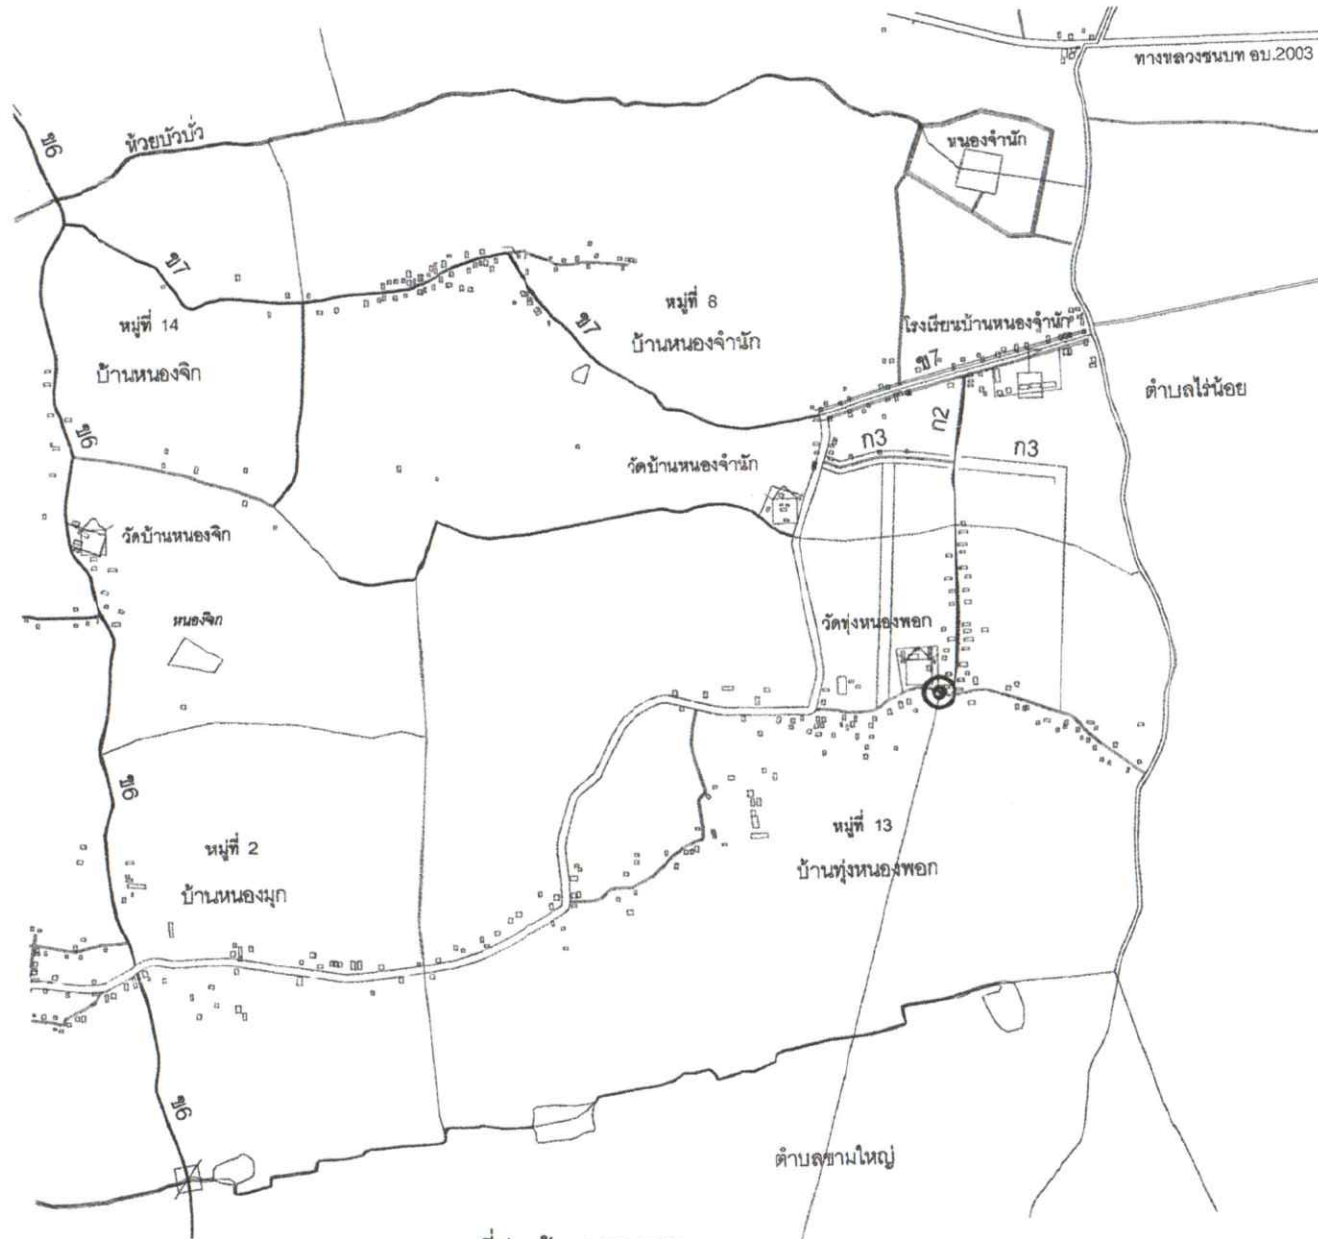 ทางหลวงชนบท อบ.2003
ข6
ห้วยบัวบั่ว
หนองจำนัก
ข7
หมู่ที่ 14
บ้านหนองจิก
หมู่ที่ 8
บ้านหนองจำนัก
ข7
โรงเรียนบ้านหนองจำนัก
ข7
ตำบลไร่น้อย
ข6
วัดบ้านหนองจำนัก
ก3
ก2
ก3
วัดบ้านหนองจิก
หนองจิก
วัดทุ่งหนองพอก
ข6
หมู่ที่ 2
บ้านหนองมุก
หมู่ที่ 13
บ้านทุ่งหนองพอก
ข6
ตำบลขามใหญ่